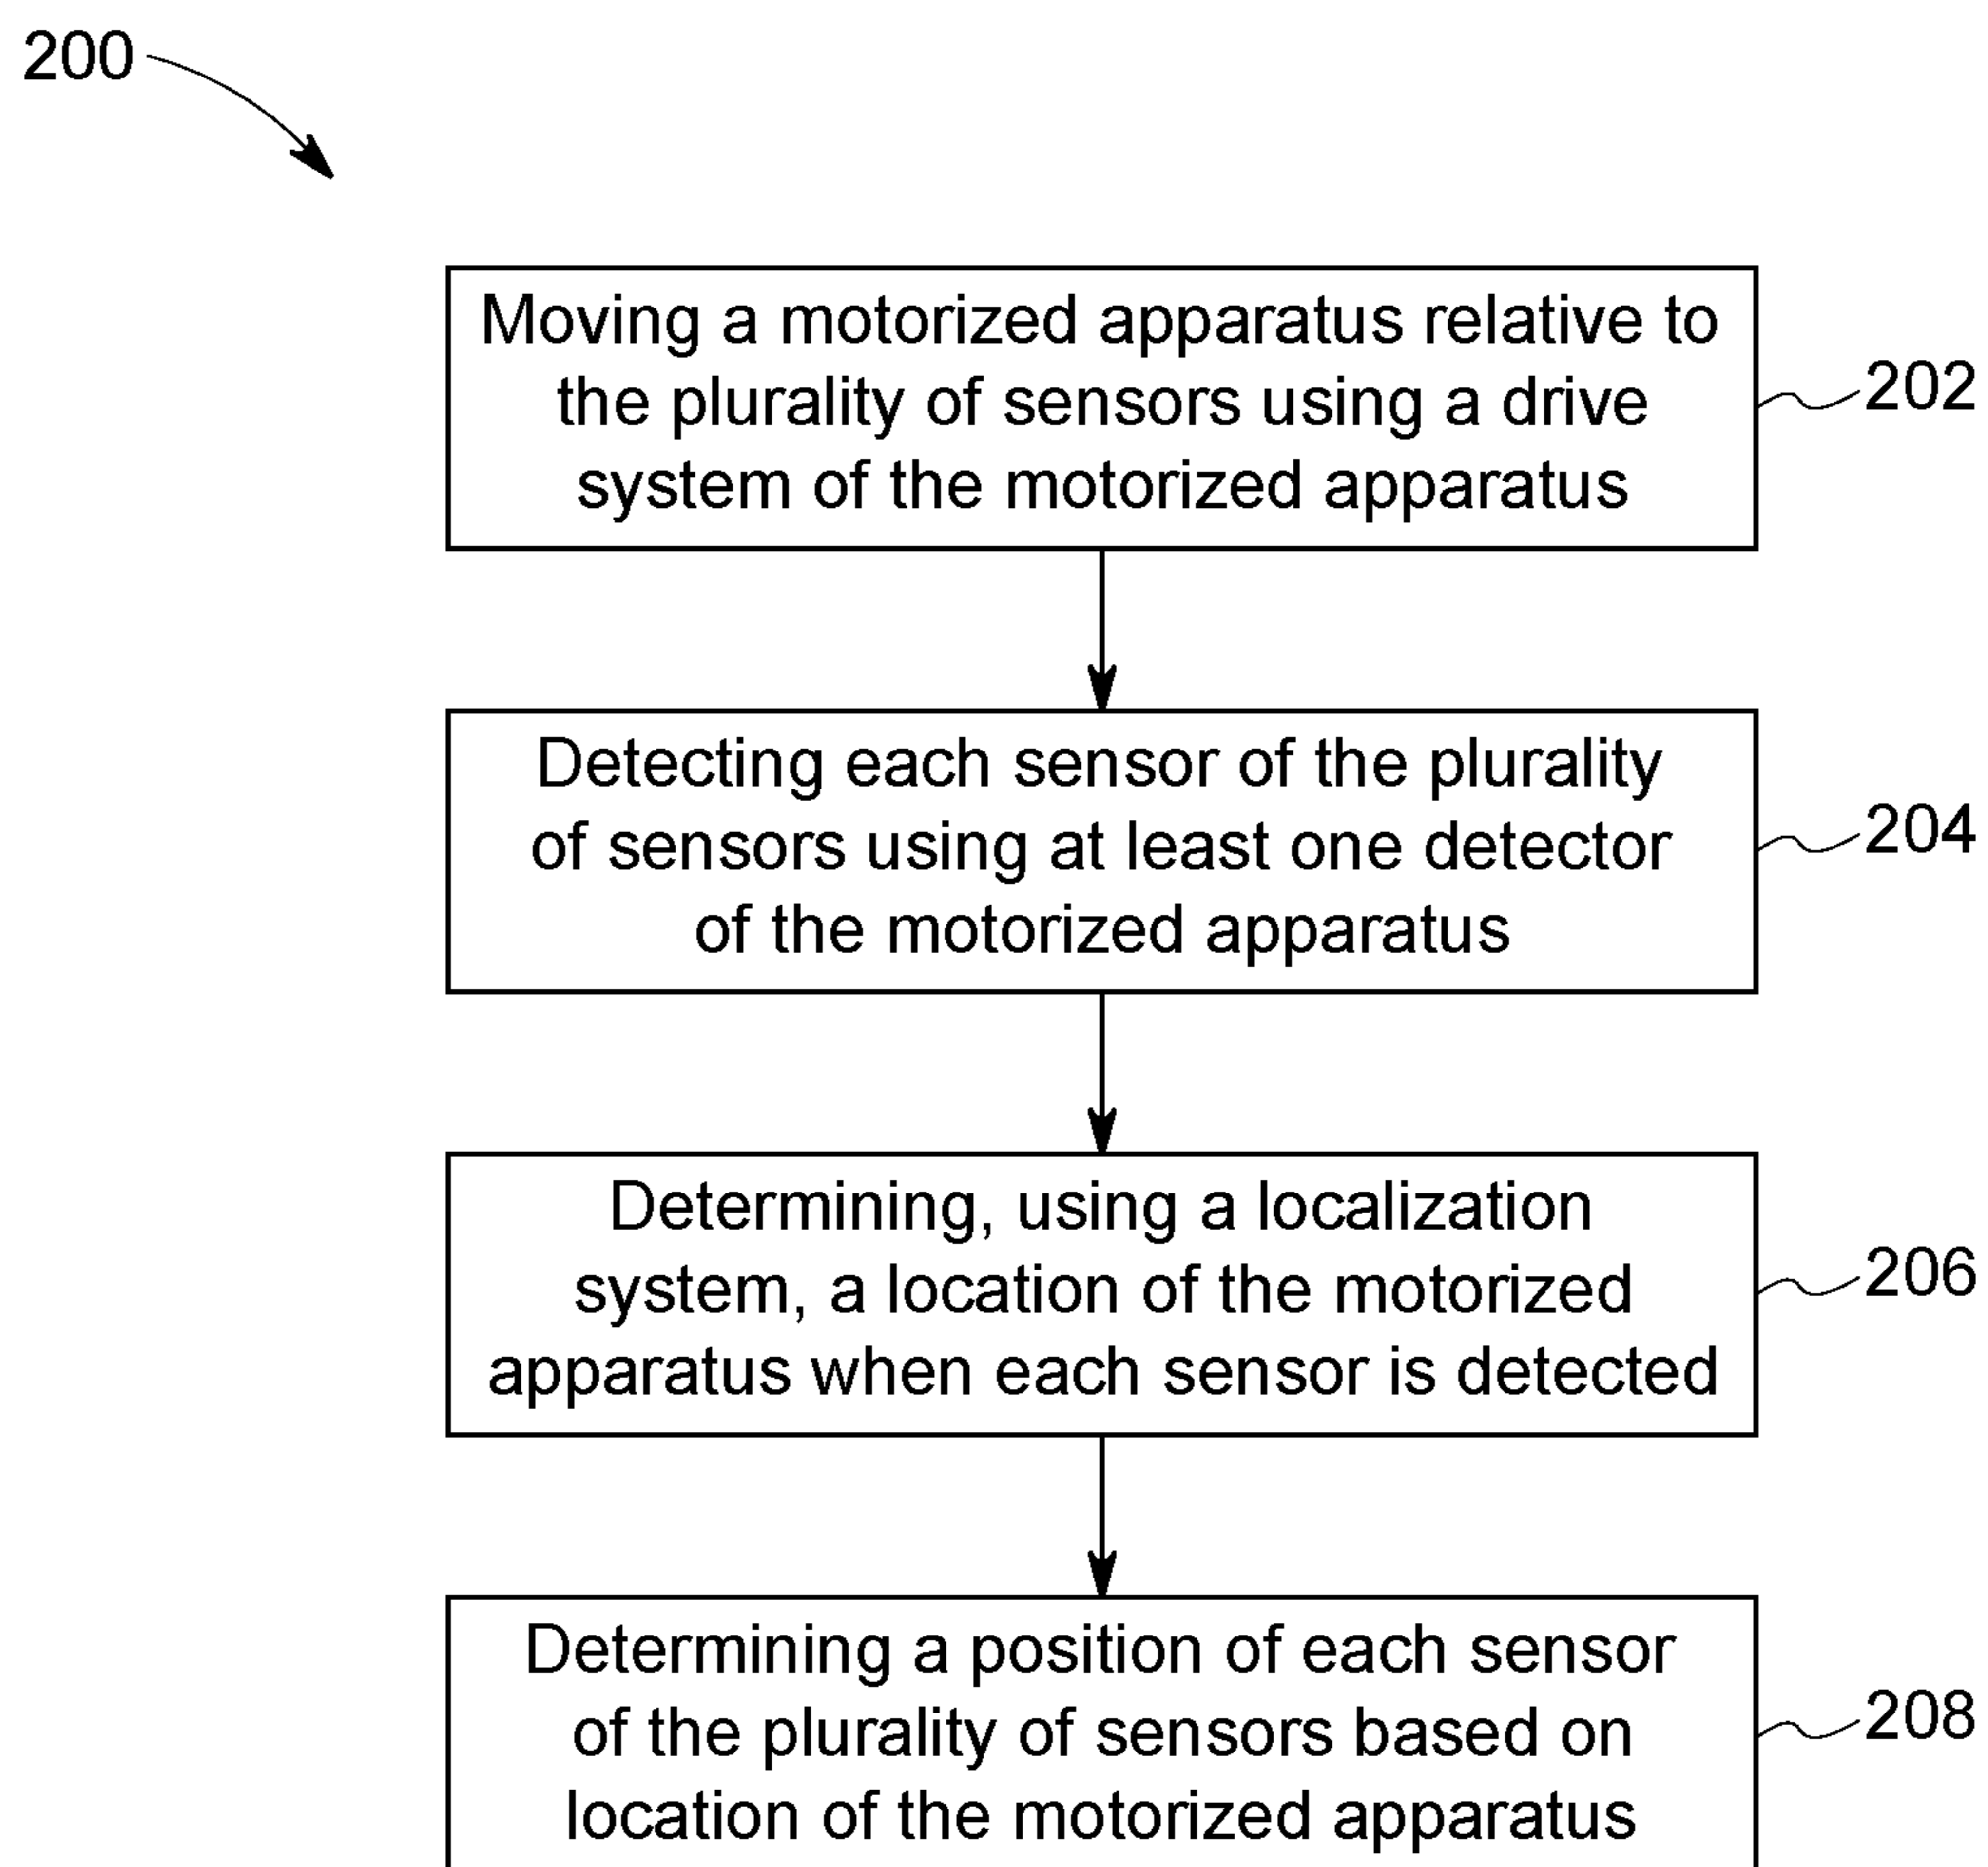 200
Moving a motorized apparatus relative to
the plurality of sensors using a drive
system of the motorized apparatus
202
Detecting each sensor of the plurality
of sensors using at least one detector
of the motorized apparatus
204
Determining, using a localization
system, a location of the motorized
apparatus when each sensor is detected
206
Determining a position of each sensor
of the plurality of sensors based on
location of the motorized apparatus
208